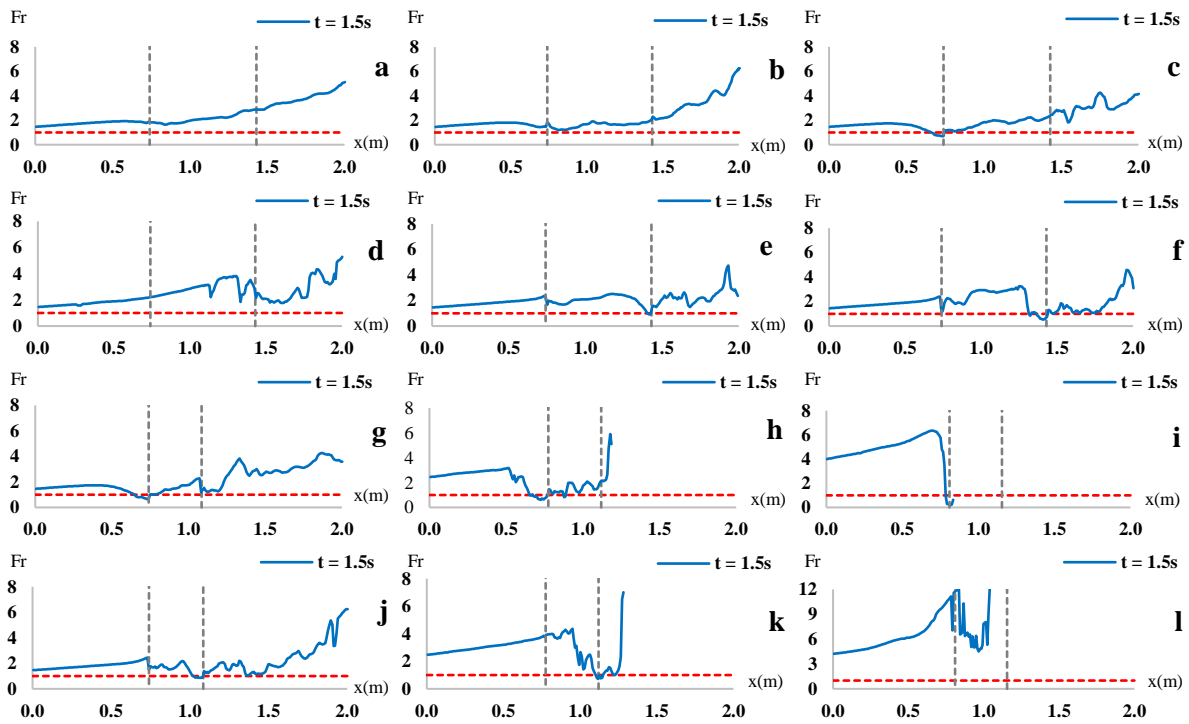 Fr t = 1.5s Fr t = 1.5s Fr t = 1.5s
8 8 8
a b c
6 6 6
4 4 4
2 2 2
x(m) x(m) x(m)
0 0 0
0.0 0.5 1.0 1.5 2.0 0.0 0.5 1.0 1.5 2.0 0.0 0.5 1.0 1.5 2.0
Fr t = 1.5s Fr t = 1.5s Fr t = 1.5s
8 8 8
d e f
6 6 6
4 4 4
2 2 2
x(m) x(m) x(m)
0 0 0
0.0 0.5 1.0 1.5 2.0 0.0 0.5 1.0 1.5 2.0 0.0 0.5 1.0 1.5 2.0
Fr t = 1.5s Fr t = 1.5s Fr t = 1.5s
8 8 8
g h i
6 6 6
4 4 4
2 2 2
x(m) x(m) x(m)
0 0 0
0.0 0.5 1.0 1.5 2.0 0.0 0.5 1.0 1.5 2.0 0.0 0.5 1.0 1.5 2.0
Fr t = 1.5s Fr t = 1.5s Fr t = 1.5s
8 8 12
j k l
6 6 9
4 4 6
2 2 3
x(m) x(m) x(m)
0 0 0
0.0 0.5 1.0 1.5 2.0 0.0 0.5 1.0 1.5 2.0 0.0 0.5 1.0 1.5 2.0